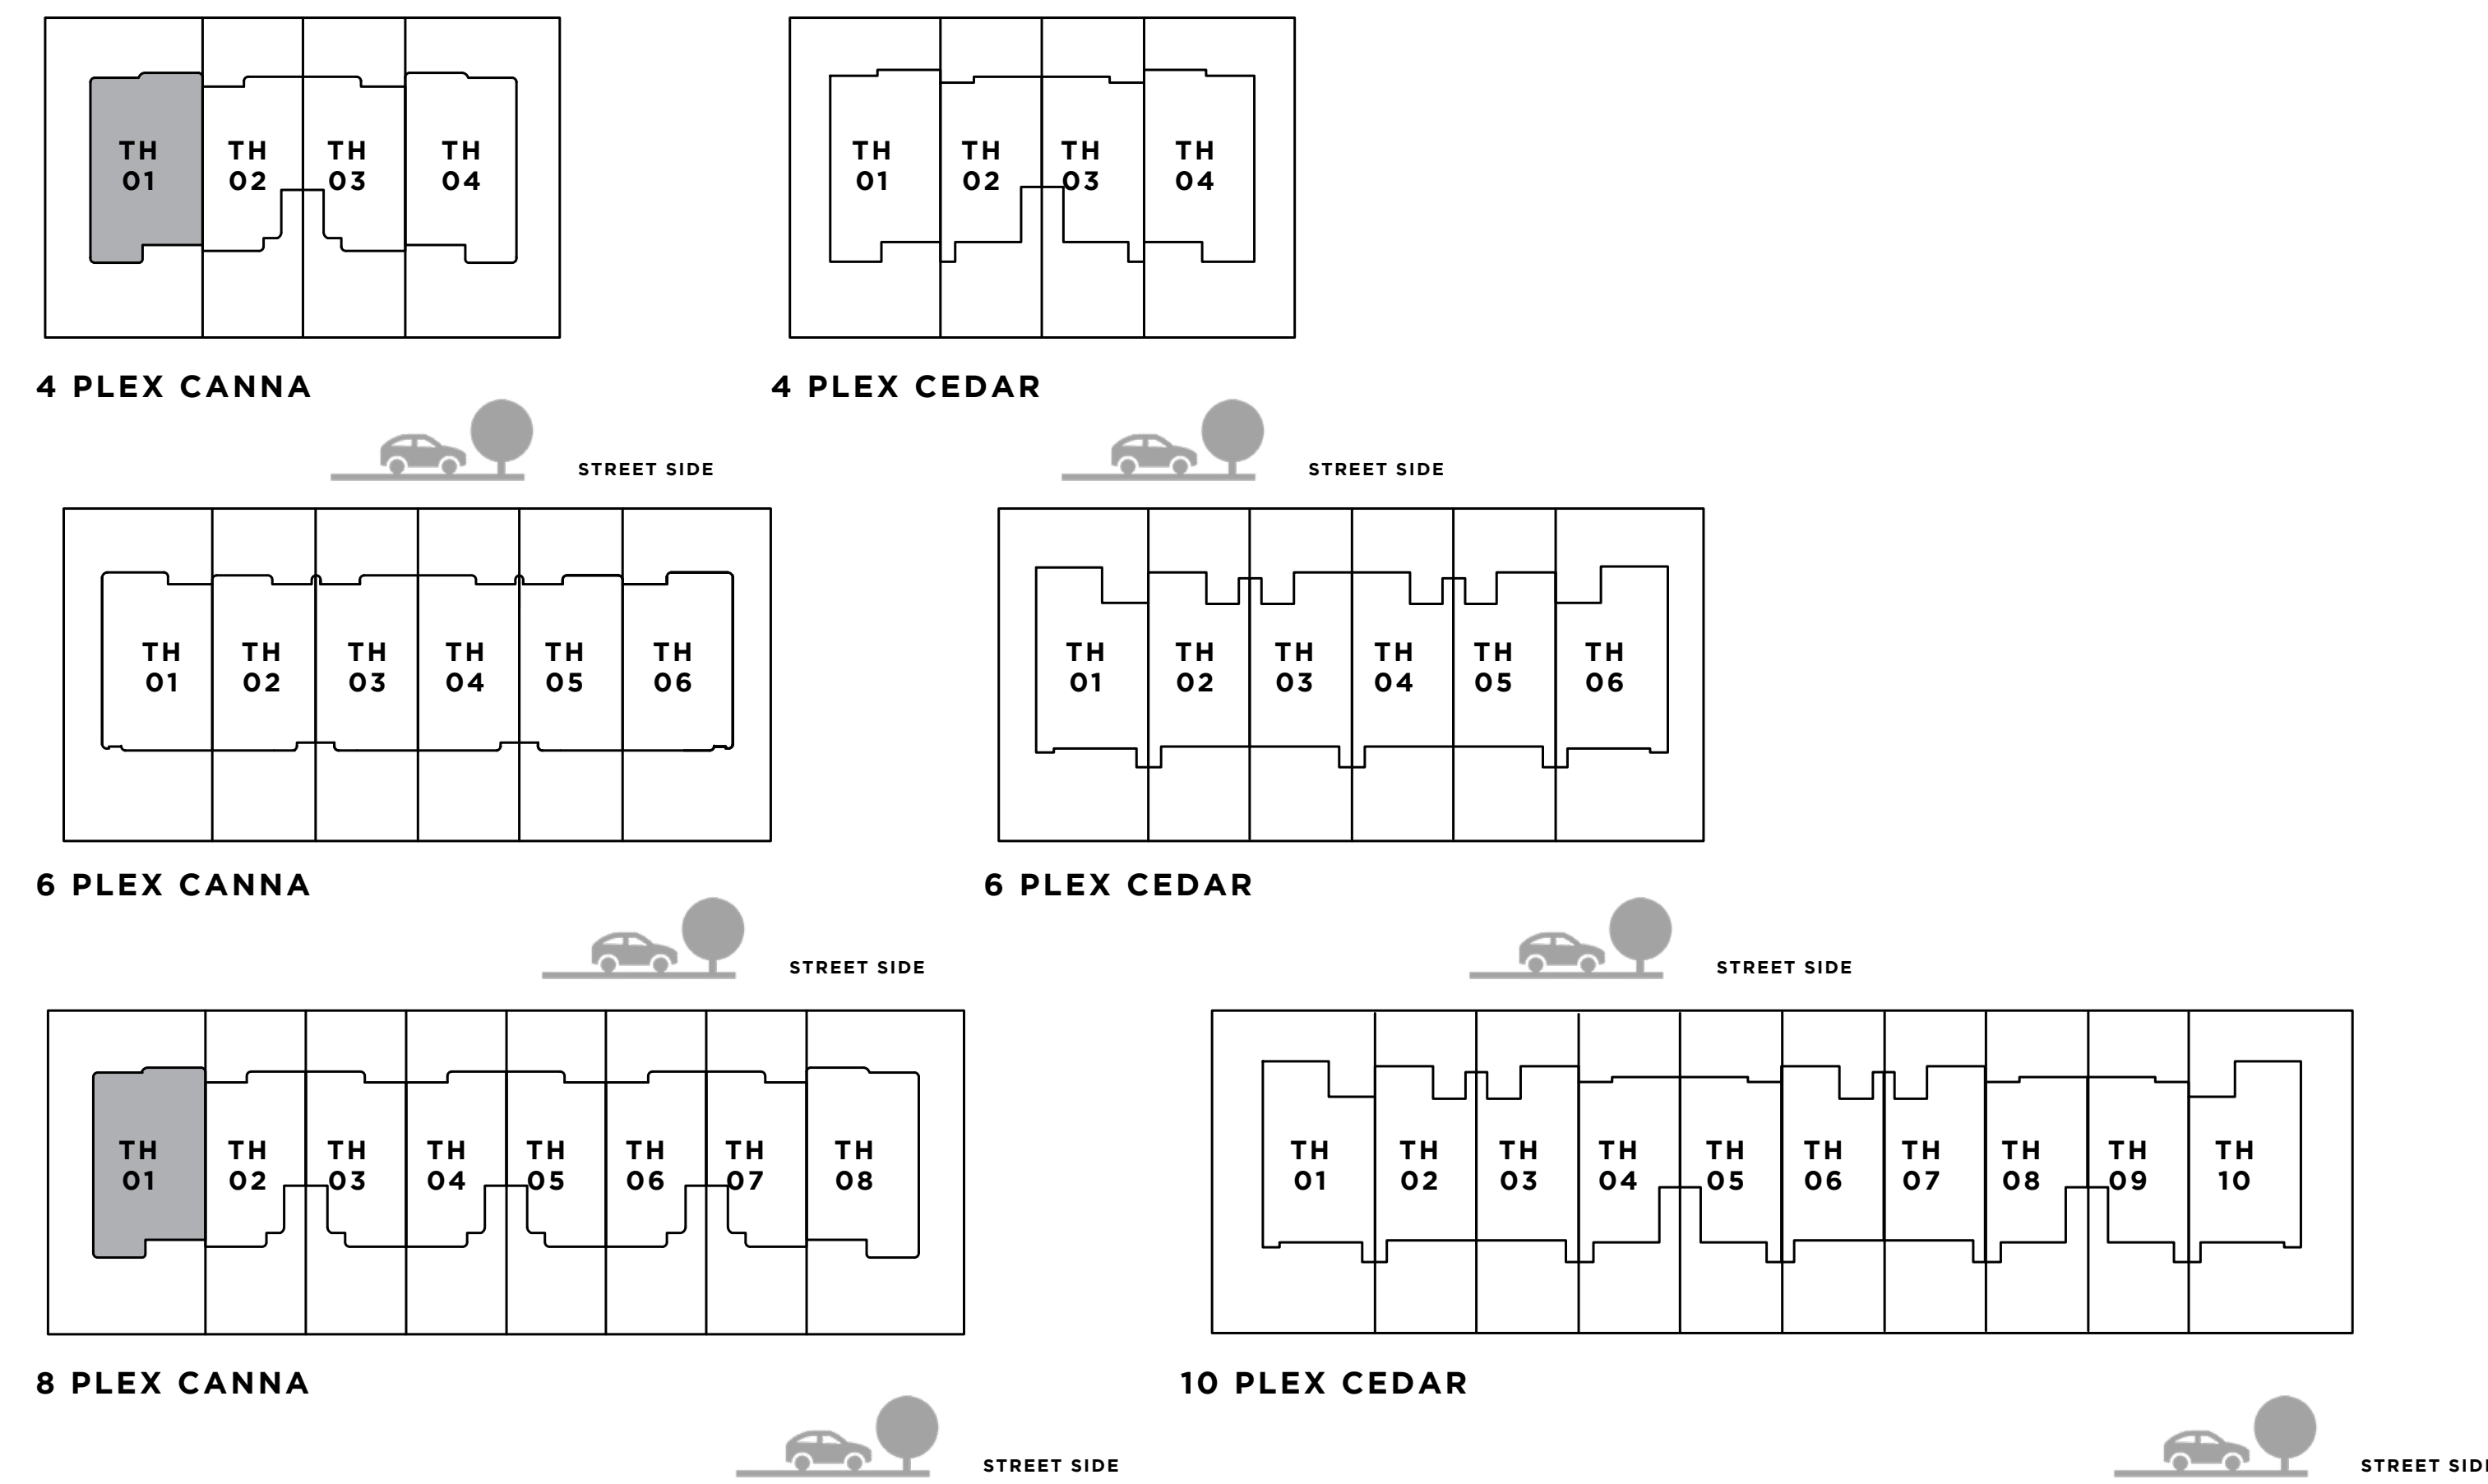 TH TH TH TH
01 02 03 04
4 PLEX CANNA
STREET SIDE
TH TH TH TH
01 02 03 04
4 PLEX CEDAR
STREET SIDE
TH TH TH TH TH TH
01 02 03 04 05 06
6 PLEX CANNA
STREET SIDE
TH TH TH TH TH TH
01 02 03 04 05 06
6 PLEX CEDAR
STREET SIDE
TH TH TH TH TH TH TH TH
01 02 03 04 05 06 07 08
8 PLEX CANNA
STREET SIDE
TH TH TH TH TH TH TH TH TH TH
01 02 03 04 05 06 07 08 09 10
10 PLEX CEDAR
STREET SID